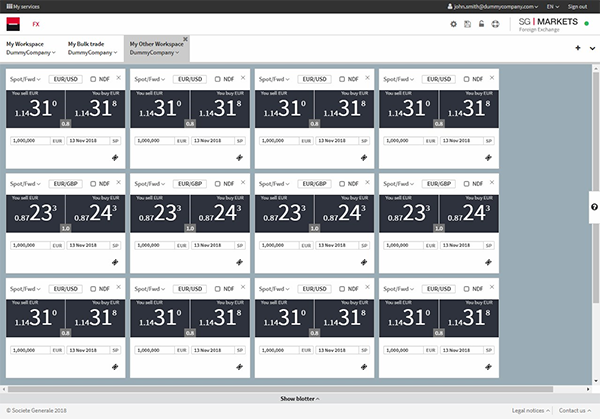 My services john.smith@dummycompany.com EN Sign out
FX SG | MARKETS
Foreign Exchange
My Workspace My Bulk trade My Other Workspace
DummyCompany DummyCompany DummyCompany
Spot/Fwd EUR/USD NDF Spot/Fwd EUR/USD NDF Spot/Fwd EUR/USD NDF Spot/Fwd EUR/USD NDF
You sell EUR You buy EUR You sell EUR You buy EUR You sell EUR You buy EUR You sell EUR You buy EUR
1.14 31 0 1.14 31 8 1.14 31 0 1.14 31 8 1.14 31 0 1.14 31 8 1.14 31 0 1.14 31 8
0.8 0.8 0.8 0.8
1,000,000 EUR 13 Nov 2018 SP 1,000,000 EUR 13 Nov 2018 SP 1,000,000 EUR 13 Nov 2018 SP 1,000,000 EUR 13 Nov 2018 SP
Spot/Fwd EUR/GBP NDF Spot/Fwd EUR/GBP NDF Spot/Fwd EUR/GBP NDF Spot/Fwd EUR/GBP NDF
You sell EUR You buy EUR You sell EUR You buy EUR You sell EUR You buy EUR You sell EUR You buy EUR
0.87 23 3 0.87 24 3 0.87 23 3 0.87 24 3 0.87 23 3 0.87 24 3 0.87 23 3 0.87 24 3
1.0 1.0 1.0 1.0
1,000,000 EUR 13 Nov 2018 SP 1,000,000 EUR 13 Nov 2018 SP 1,000,000 EUR 13 Nov 2018 SP 1,000,000 EUR 13 Nov 2018 SP
Spot/Fwd EUR/USD NDF Spot/Fwd EUR/USD NDF Spot/Fwd EUR/USD NDF Spot/Fwd EUR/USD NDF
You sell EUR You buy EUR You sell EUR You buy EUR You sell EUR You buy EUR You sell EUR You buy EUR
1.14 31 0 1.14 31 8 1.14 31 0 1.14 31 8 1.14 31 0 1.14 31 8 1.14 31 0 1.14 31 8
0.8 0.8 0.8 0.8
1,000,000 EUR 13 Nov 2018 SP 1,000,000 EUR 13 Nov 2018 SP 1,000,000 EUR 13 Nov 2018 SP 1,000,000 EUR 13 Nov 2018 SP
Show blotter
© Societe Generale 2018 Legal notices Contact us